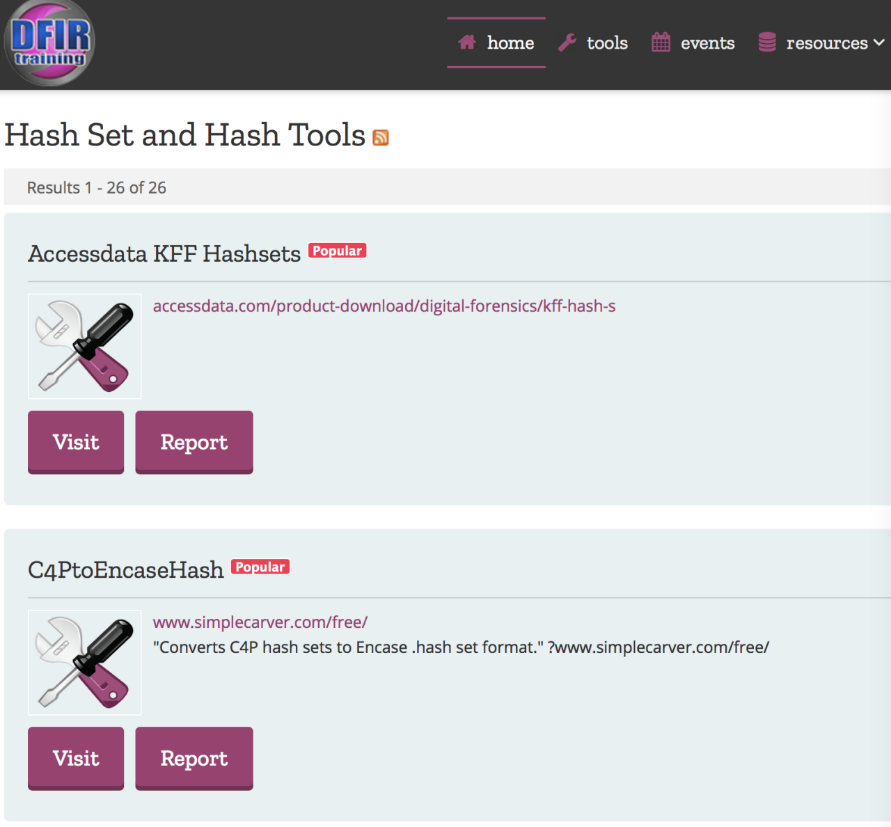 DFIR
training
home
tools
events
resources
Hash Set and Hash Tools
Results 1 - 26 of 26
Accessdata KFF Hashsets Popular
accessdata.com/product-download/digital-forensics/kff-hash-s
Visit Report
C4PtoEncaseHash Popular
www.simplecarver.com/free/
"Converts C4P hash sets to Encase .hash set format." ?www.simplecarver.com/free/
Visit Report